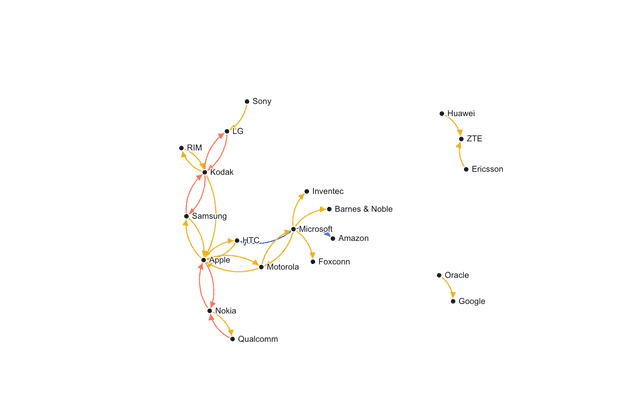 Sony
Huawei
LG
ZTE
RIM
Ericsson
Kodak
Inventec
Barnes & Noble
Samsung
Microsoft
HTC
Amazon
Apple
Foxconn
Motorola
Oracle
Google
Nokia
Qualcomm